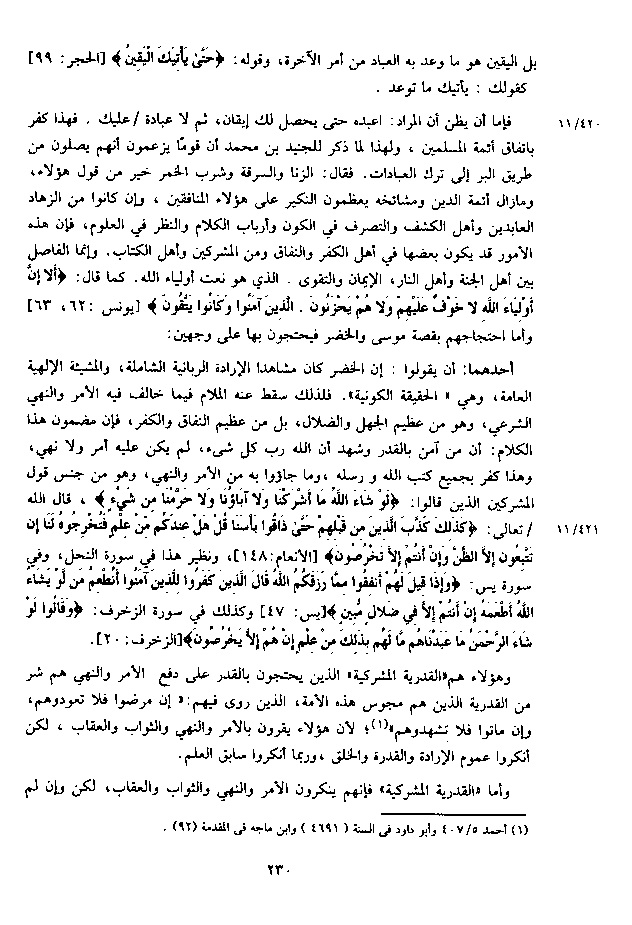 بل اليقين هو ما وعد به العباد من أمر الآخرة، وقوله: ﴿حَتَّىٰ يَأْتِيَكَ الْيَقِينُ﴾ [الحجر: ٩٩]
كقولك : يأتيك ما توعد .
١١/٤٢٠ فإما أن يظن أن المراد: اعبده حتى يحصل لك إيقان، ثم لا عبادة /عليك . فهذا كفر
باتفاق أئمة المسلمين ، ولهذا لما ذكر للجنيد بن محمد أن قومًا يزعمون أنهم يصلون من
طريق البر إلى ترك العبادات. فقال: الزنا والسرقة وشرب الخمر خير من قول هؤلاء،
ومازال أئمة الدين ومشائخه يعظمون النكير على هؤلاء المنافقين ، وإن كانوا من الزهاد
العابدين وأهل الكشف والتصرف في الكون وأرباب الكلام والنظر في العلوم، فإن هذه
الأمور قد يكون بعضها في أهل الكفر والنفاق ومن المشركين وأهل الكتاب. وإنما الفاصل
بين أهل الجنة وأهل النار، الإيمان والتقوى . الذي هو نعت أولياء الله. كما قال: ﴿أَلا إِنَّ
أَوْلِيَاءَ اللَّهِ لا خَوْفٌ عَلَيْهِمْ وَلا هُمْ يَحْزَنُونَ . الَّذِينَ آمَنُوا وَكَانُوا يَتَّقُونَ ﴾ [يونس :٦٢، ٦٣]
وأما احتجاجهم بقصة موسى والخضر فيحتجون بها على وجهين:
أحدهما: أن يقولوا : إن الخضر كان مشاهدا الإرادة الربانية الشاملة، والمشيئة الإلهية
العامة، وهي « الحقيقة الكونية». فلذلك سقط عنه الملام فيما خالف فيه الأمر والنهي
الشرعي، وهو من عظيم الجهل والضلال، بل من عظيم النفاق والكفر، فإن مضمون هذا
الكلام: أن من آمن بالقدر وشهد أن الله رب كل شىء، لم يكن عليه أمر ولا نهي،
وهذا كفر بجميع كتب الله و رسله ،وما جاؤوا به من الأمر والنهي، وهو من جنس قول
المشركين الذين قالوا: ﴿لَوْ شَاءَ اللَّهُ مَا أَشْرَكْنَا وَلا آبَاؤُنَا وَلا حَرَّمْنَا مِن شَيْءٍ﴾ ، قال الله
١١/٤٢١ /تعالى: ﴿كَذَلِكَ كَذَّبَ الَّذِينَ مِن قَبْلِهِمْ حَتَّىٰ ذَاقُوا بَأْسَنَا قُلْ هَلْ عِندَكُم مِّنْ عِلْمٍ فَتُخْرِجُوهُ لَنَا إِن
تَتَّبِعُونَ إِلاَّ الظَّنَّ وَإِنْ أَنتُمْ إِلاَّ تَخْرُصُونَ﴾ [الأنعام:١٤٨]، ونظير هذا في سورة النحل، وفي
سورة يس: ﴿وَإِذَا قِيلَ لَهُمْ أَنفِقُوا مِمَّا رَزَقَكُمُ اللَّهُ قَالَ الَّذِينَ كَفَرُوا لِلَّذِينَ آمَنُوا أَنُطْعِمُ مَن لَّوْ يَشَاءُ
اللَّهُ أَطْعَمَهُ إِنْ أَنتُمْ إِلاَّ فِي ضَلالٍ مُّبِينٍ ﴾[يس: ٤٧] وكذلك في سورة الزخرف: ﴿وَقَالُوا لَوْ
شَاءَ الرَّحْمَنُ مَا عَبَدْنَاهُم مَّا لَهُم بِذَلِكَ مِنْ عِلْمٍ إِنْ هُمْ إِلاَّ يَخْرُصُونَ﴾[الزخرف:٢٠].
وهؤلاء هم«القدرية المشركية» الذين يحتجون بالقدر على دفع الأمر والنهي هم شر
من القدرية الذين هم مجوس هذه الأمة، الذين روى فيهم:« إن مرضوا فلا تعودوهم،
وإن ماتوا فلا تشهدوهم»(١)؛ لأن هؤلاء يقرون بالأمر والنهي والثواب والعقاب ، لكن
أنكروا عموم الإرادة والقدرة والخلق ،وربما أنكروا سابق العلم.
وأما «القدرية المشركية» فإنهم ينكرون الأمر والنهي والثواب والعقاب، لكن وإن لم
(١) أحمد ٤٠٧/٥ وأبو داود فى السنة ( ٤٦٩١ ) وابن ماجه فى المقدمة (٩٢) .
٢٣٠